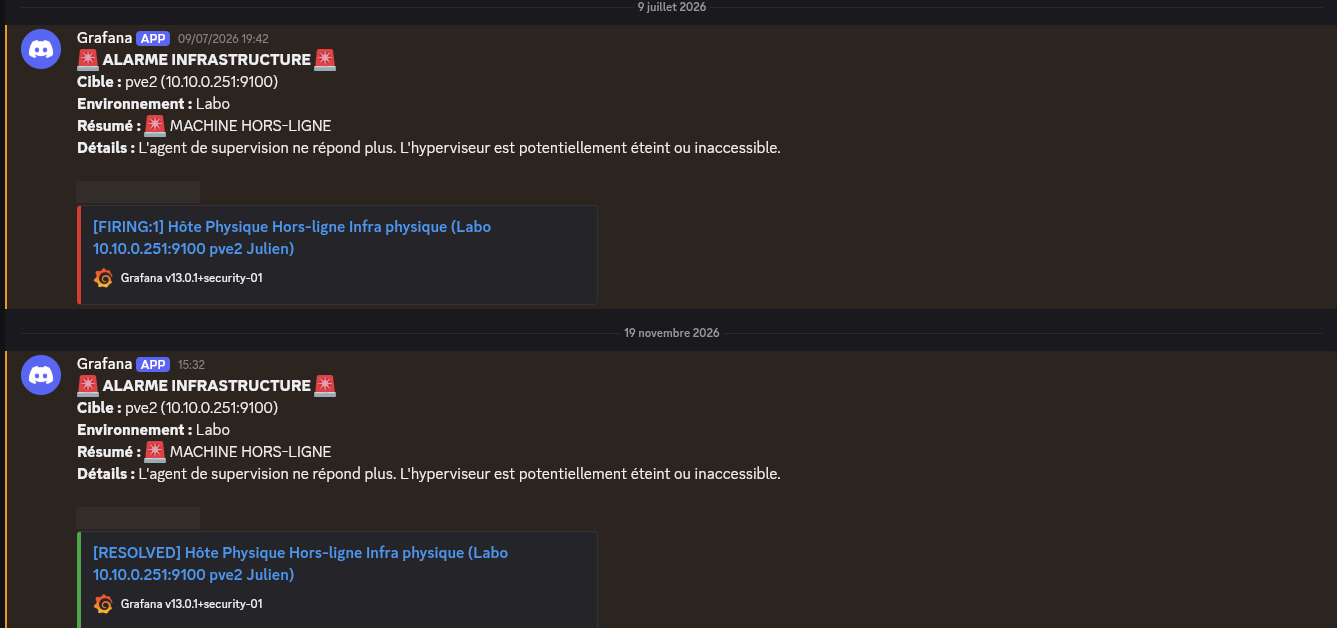 9 juillet 2026
Grafana APP 09/07/2026 19:42
🚨 ALARME INFRASTRUCTURE 🚨
Cible : pve2 (10.10.0.251:9100)
Environnement : Labo
Résumé : 🚨 MACHINE HORS-LIGNE
Détails : L'agent de supervision ne répond plus. L'hyperviseur est potentiellement éteint ou inaccessible.
[FIRING:1] Hôte Physique Hors-ligne Infra physique (Labo
10.10.0.251:9100 pve2 Julien)
Grafana v13.0.1+security-01
19 novembre 2026
Grafana APP 15:32
🚨 ALARME INFRASTRUCTURE 🚨
Cible : pve2 (10.10.0.251:9100)
Environnement : Labo
Résumé : 🚨 MACHINE HORS-LIGNE
Détails : L'agent de supervision ne répond plus. L'hyperviseur est potentiellement éteint ou inaccessible.
[RESOLVED] Hôte Physique Hors-ligne Infra physique (Labo
10.10.0.251:9100 pve2 Julien)
Grafana v13.0.1+security-01